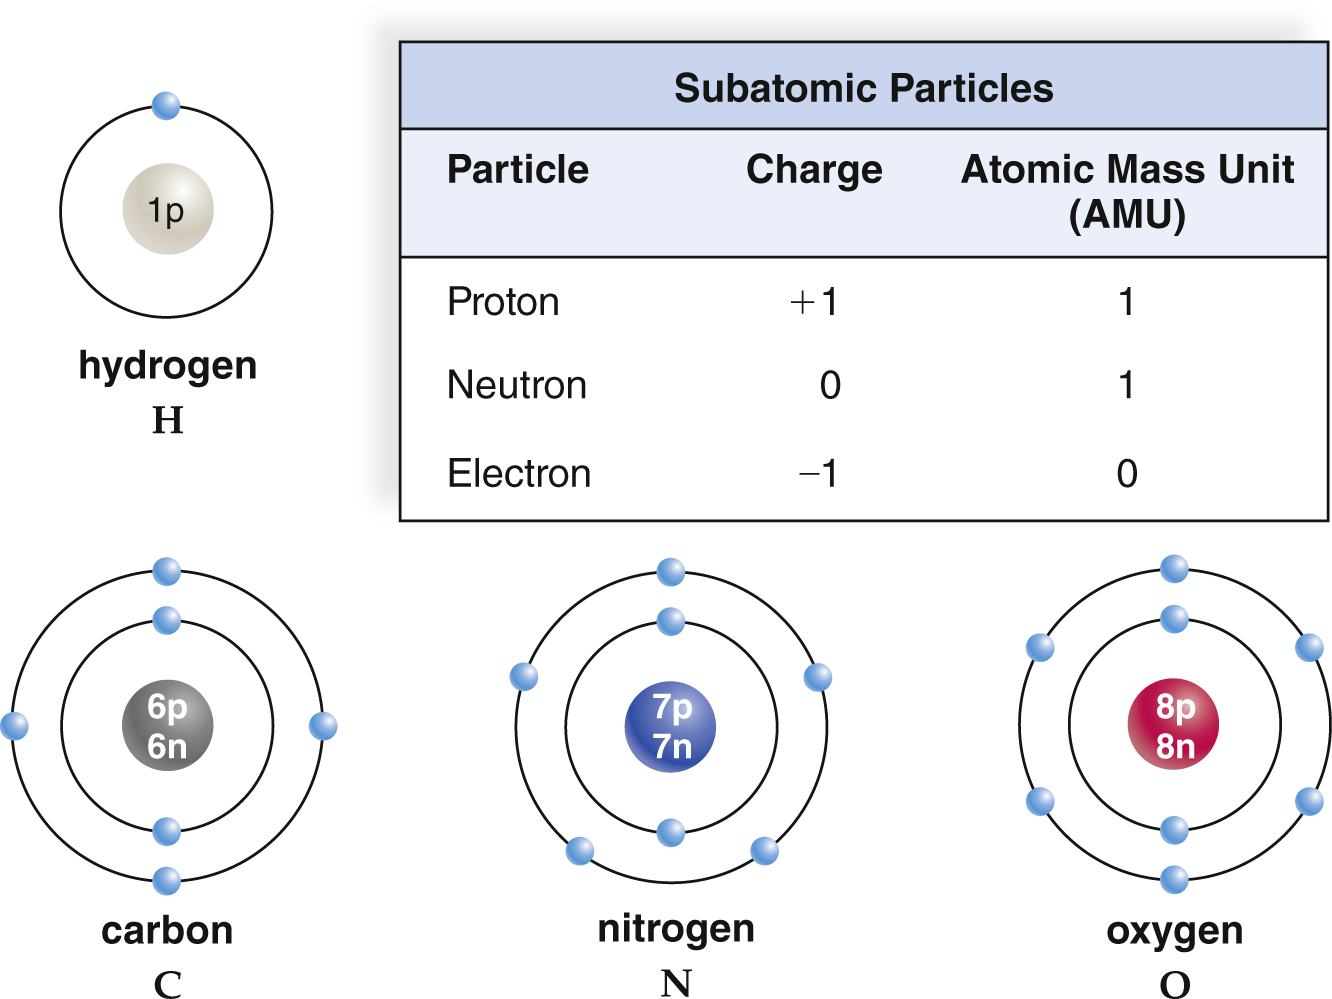 Subatomic Particles
Particle Charge Atomic Mass Unit
(AMU)
Proton +1 1
Neutron 0 1
Electron –1 0
1p
hydrogen
H
6p
6n
carbon
C
7p
7n
nitrogen
N
8p
8n
oxygen
O